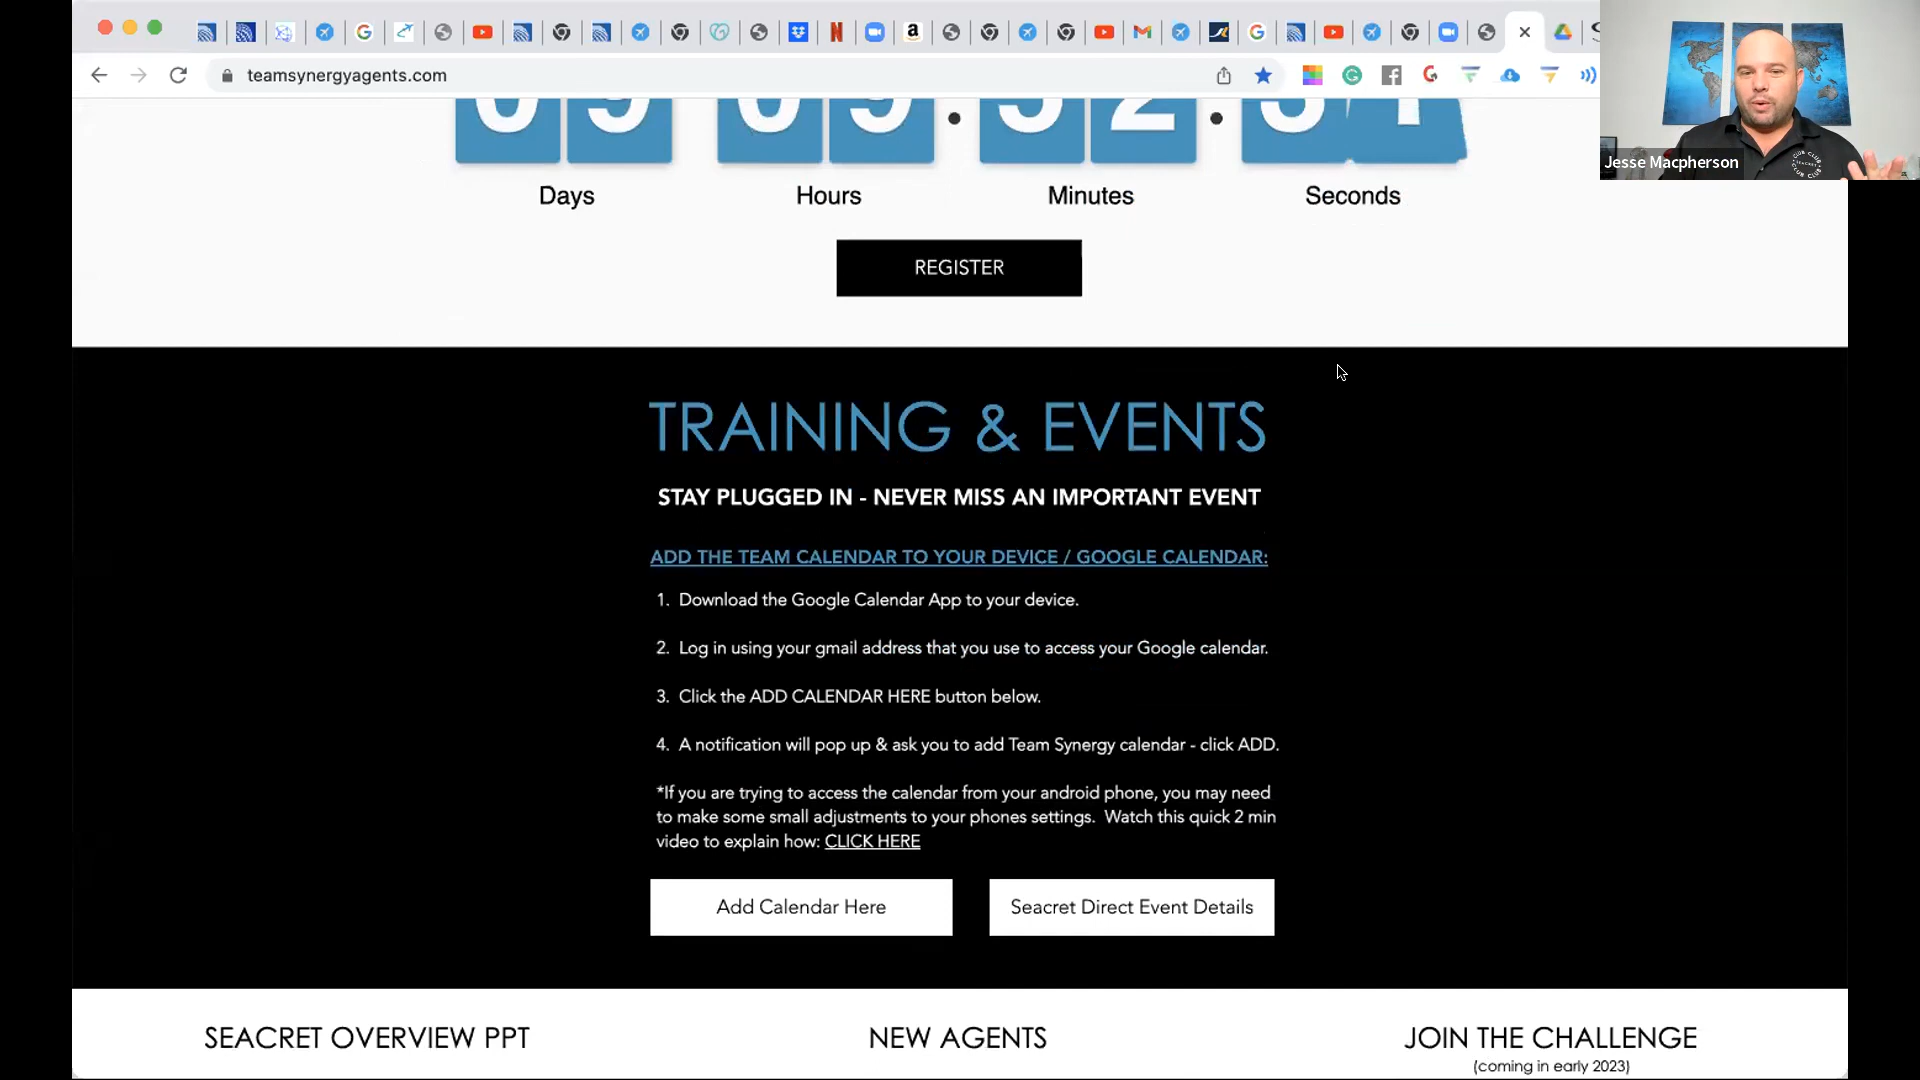 teamsynergyagents.com
Jesse Macpherson
Days
Hours
Minutes
Seconds
REGISTER
TRAINING & EVENTS
STAY PLUGGED IN - NEVER MISS AN IMPORTANT EVENT
ADD THE TEAM CALENDAR TO YOUR DEVICE / GOOGLE CALENDAR:
1. Download the Google Calendar App to your device.
2. Log in using your gmail address that you use to access your Google calendar.
3. Click the ADD CALENDAR HERE button below.
4. A notification will pop up & ask you to add Team Synergy calendar - click ADD.
*If you are trying to access the calendar from your android phone, you may need
to make some small adjustments to your phones settings. Watch this quick 2 min
video to explain how: CLICK HERE
Add Calendar Here
Seacret Direct Event Details
SEACRET OVERVIEW PPT
NEW AGENTS
JOIN THE CHALLENGE
(coming in early 2023)